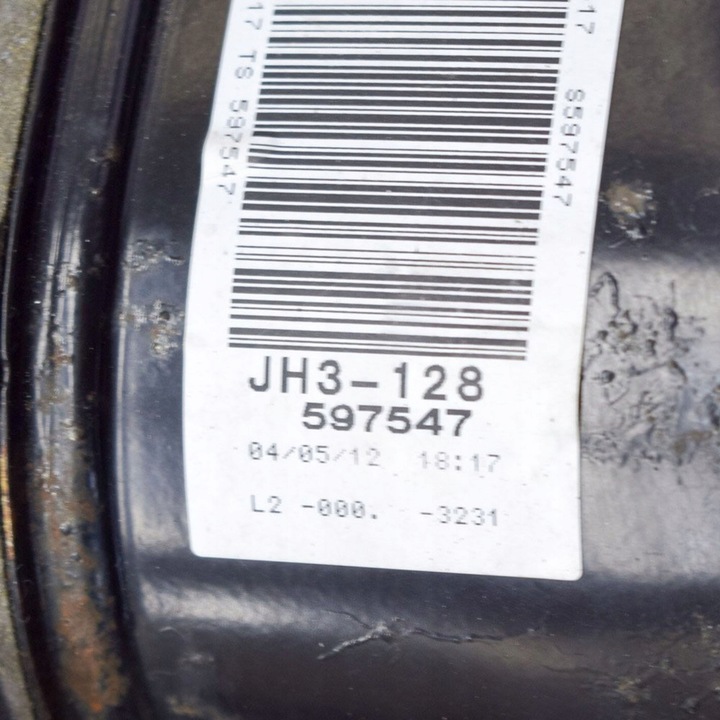 17 TS 597547
17 S597547
JH3-128
597547
04/05/12 18:17
L2 -000. -3231